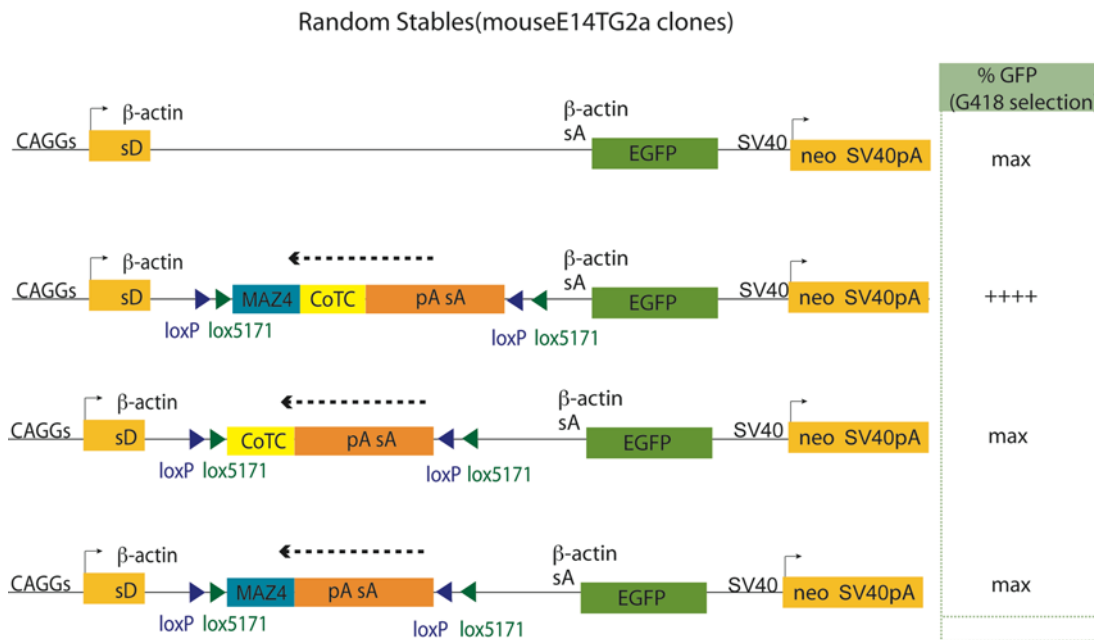 Random Stables(mouseE14TG2a clones)
% GFP
(G418 selection
β-actin
β-actin
CAGGs
sD
sA
EGFP
SV40
neo SV40pA
max
β-actin
β-actin
CAGGs
sD
MAZ4
CoTC
pA sA
sA
EGFP
SV40
neo SV40pA
++++
loxP
lox5171
loxP
lox5171
β-actin
β-actin
CAGGs
sD
CoTC
pA sA
sA
EGFP
SV40
neo SV40pA
max
loxP
lox5171
loxP
lox5171
β-actin
β-actin
CAGGs
sD
MAZ4
pA sA
sA
EGFP
SV40
neo SV40pA
max
loxP
lox5171
loxP
lox5171